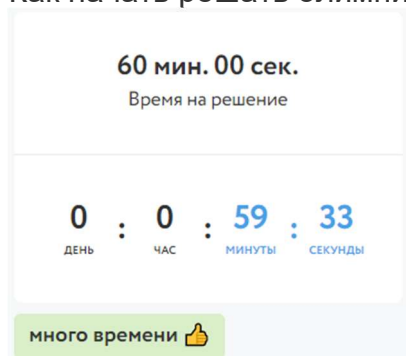 60 мин. 00 сек.
Время на решение
0 : 0 : 59 : 33
ДЕНЬ ЧАС МИНУТЫ СЕКУНДЫ
много времени 👍